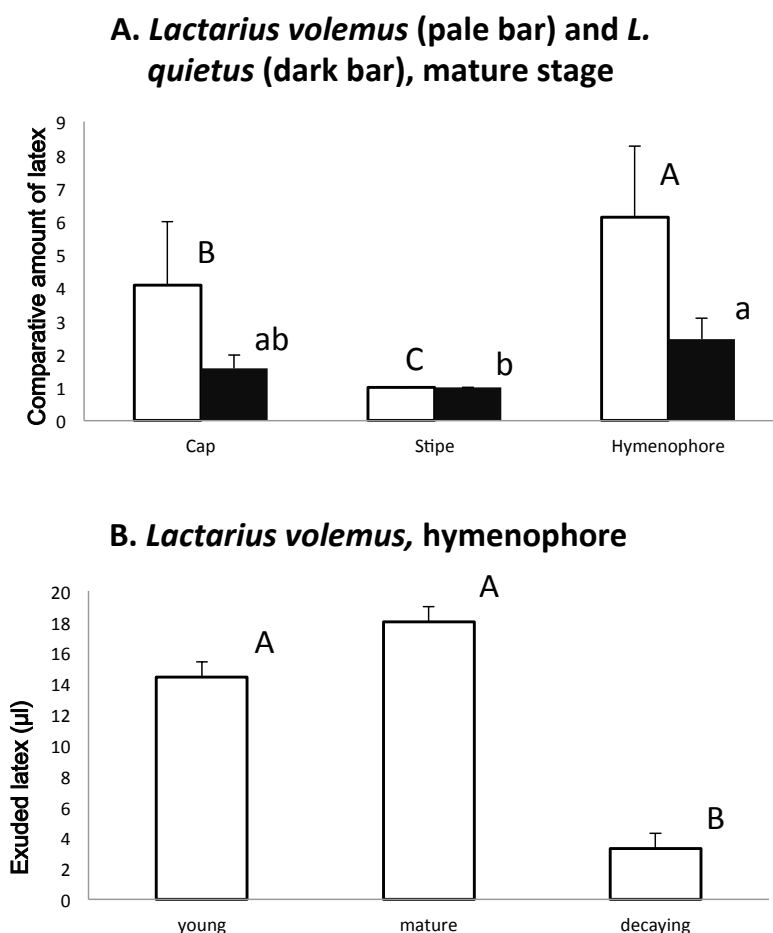 A. Lactarius volemus (pale bar) and L.
quietus (dark bar), mature stage
Comparative amount of latex
9
8
7
6
5
4
3
2
1
0
B
ab
C
b
A
a
Cap
Stipe
Hymenophore
B. Lactarius volemus, hymenophore
Exuded latex (µl)
20
18
16
14
12
10
8
6
4
2
0
A
A
B
young
mature
decaying